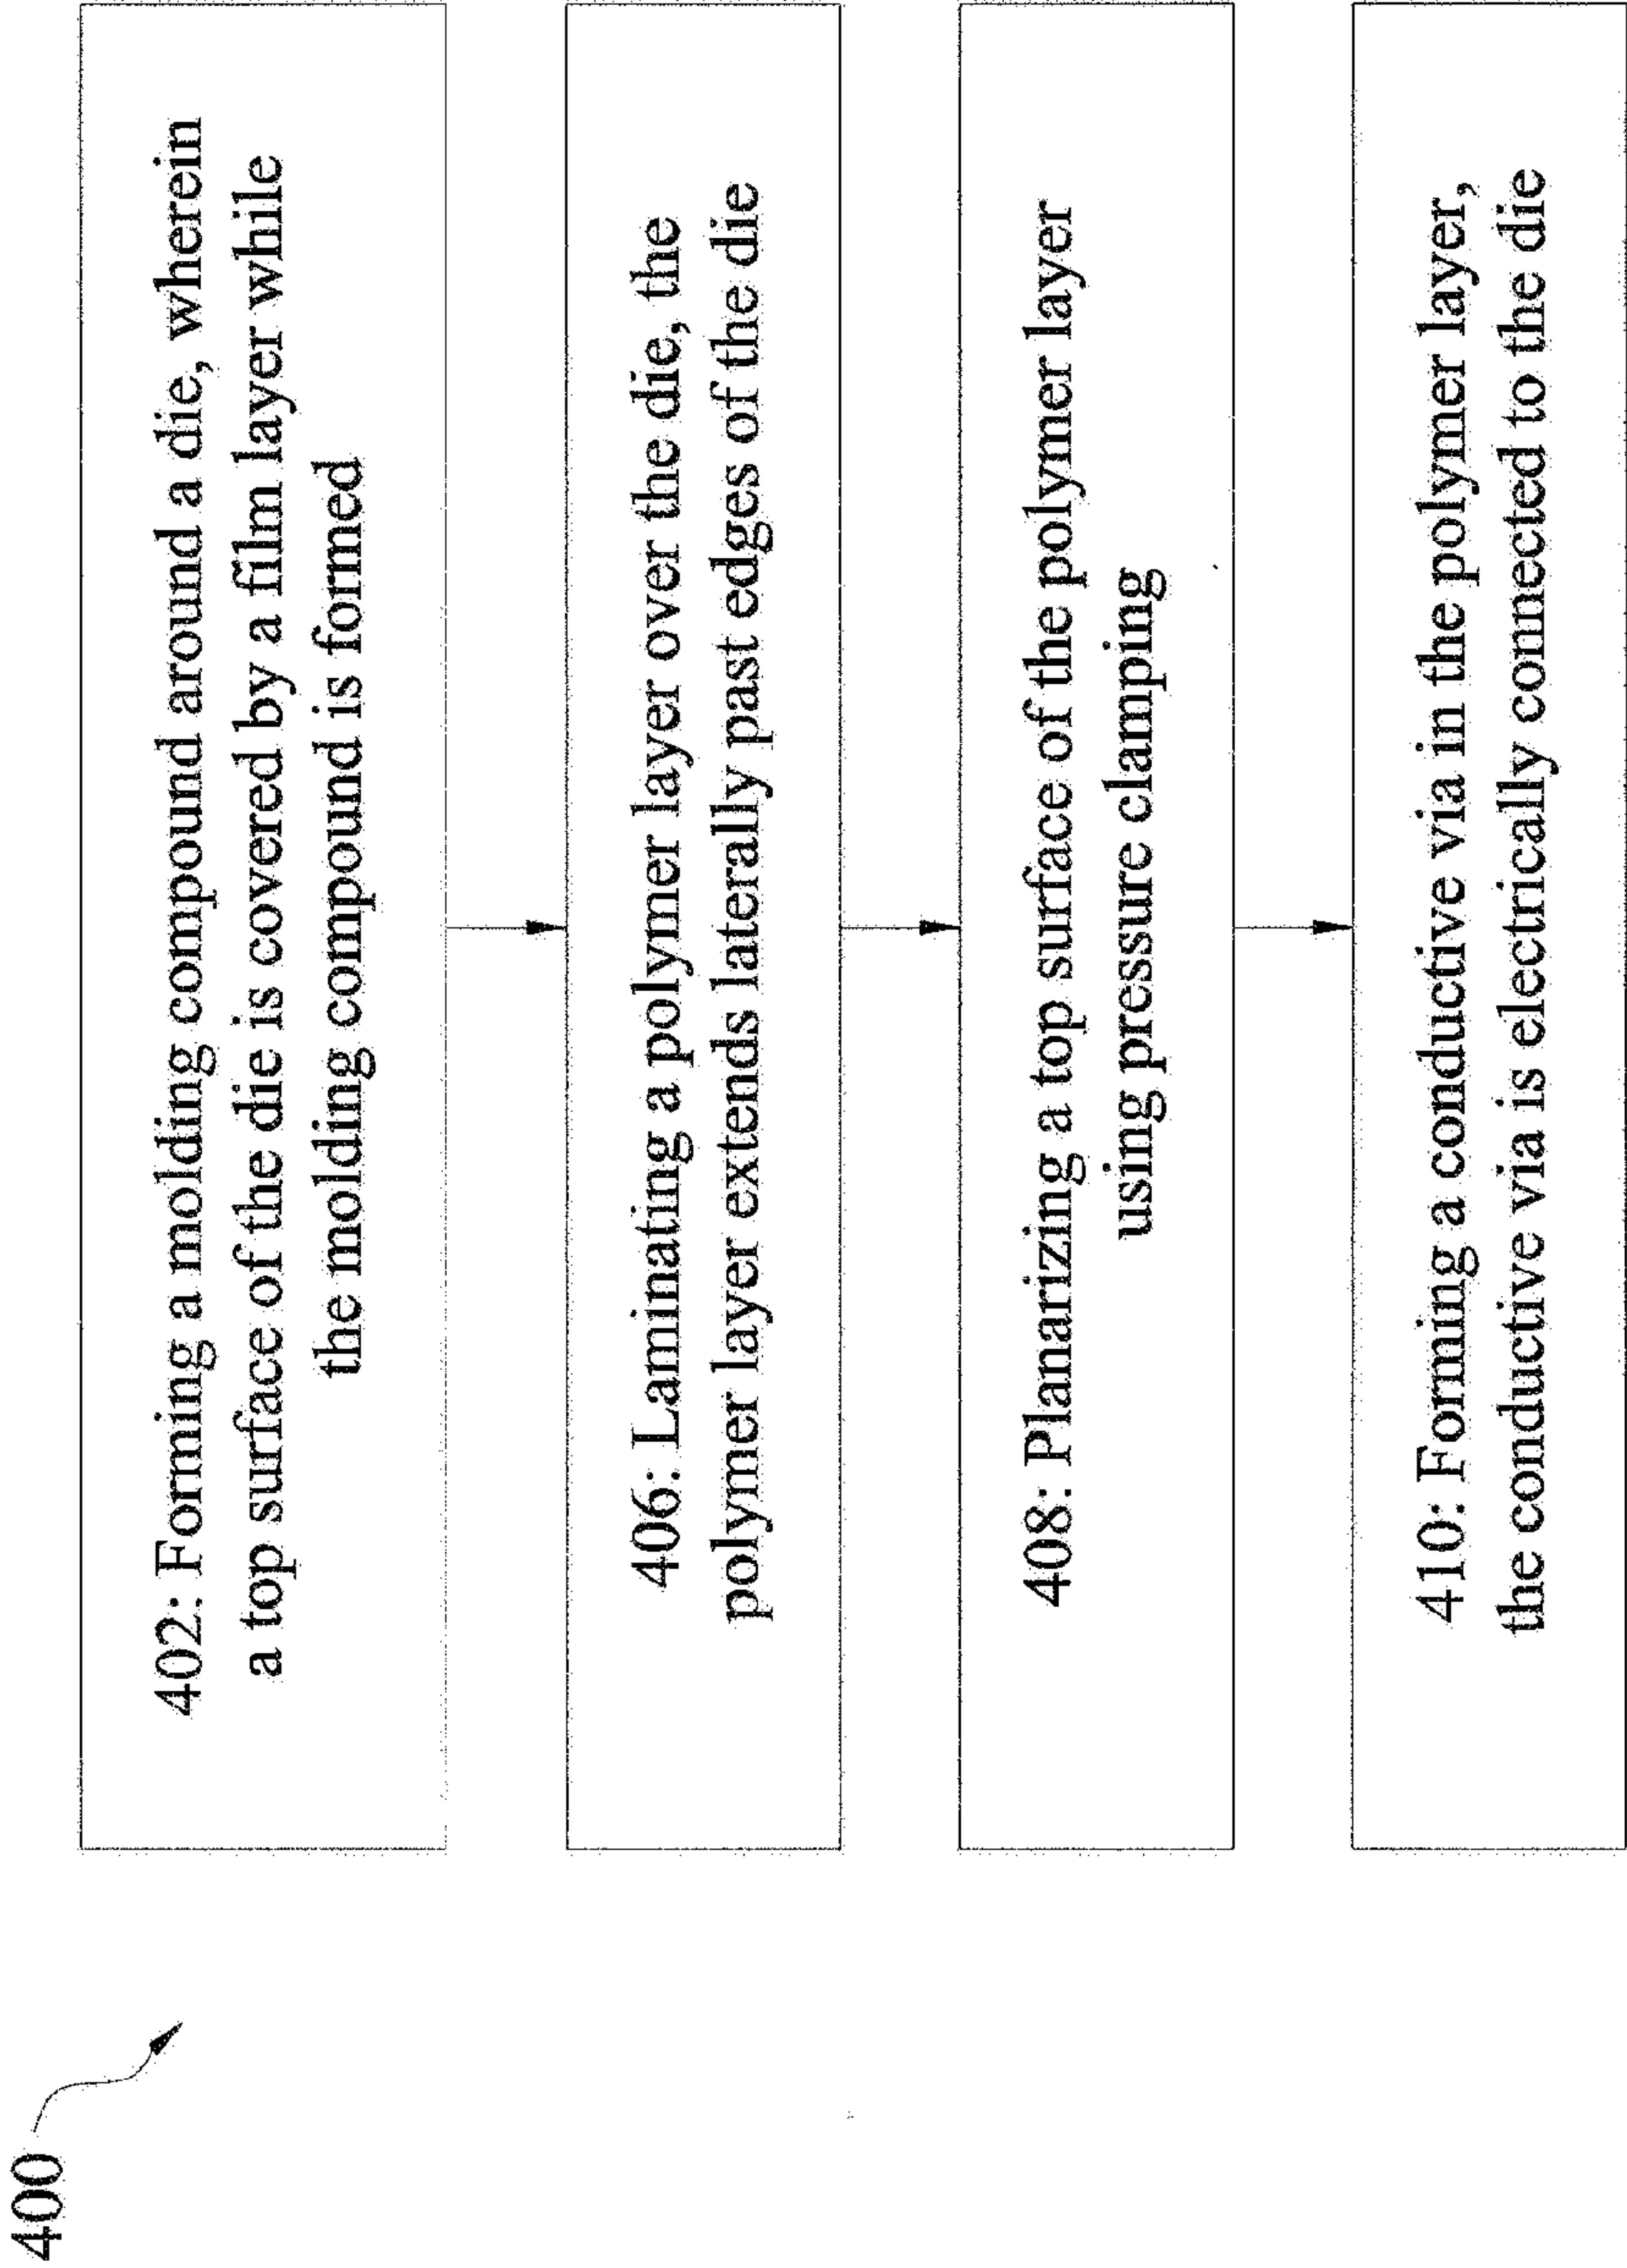 400
402: Forming a molding compound around a die, wherein
a top surface of the die is covered by a film layer while
the molding compound is formed
406: Laminating a polymer layer over the die, the
polymer layer extends laterally past edges of the die
408: Planarizing a top surface of the polymer layer
using pressure clamping
410: Forming a conductive via in the polymer layer,
the conductive via is electrically connected to the die